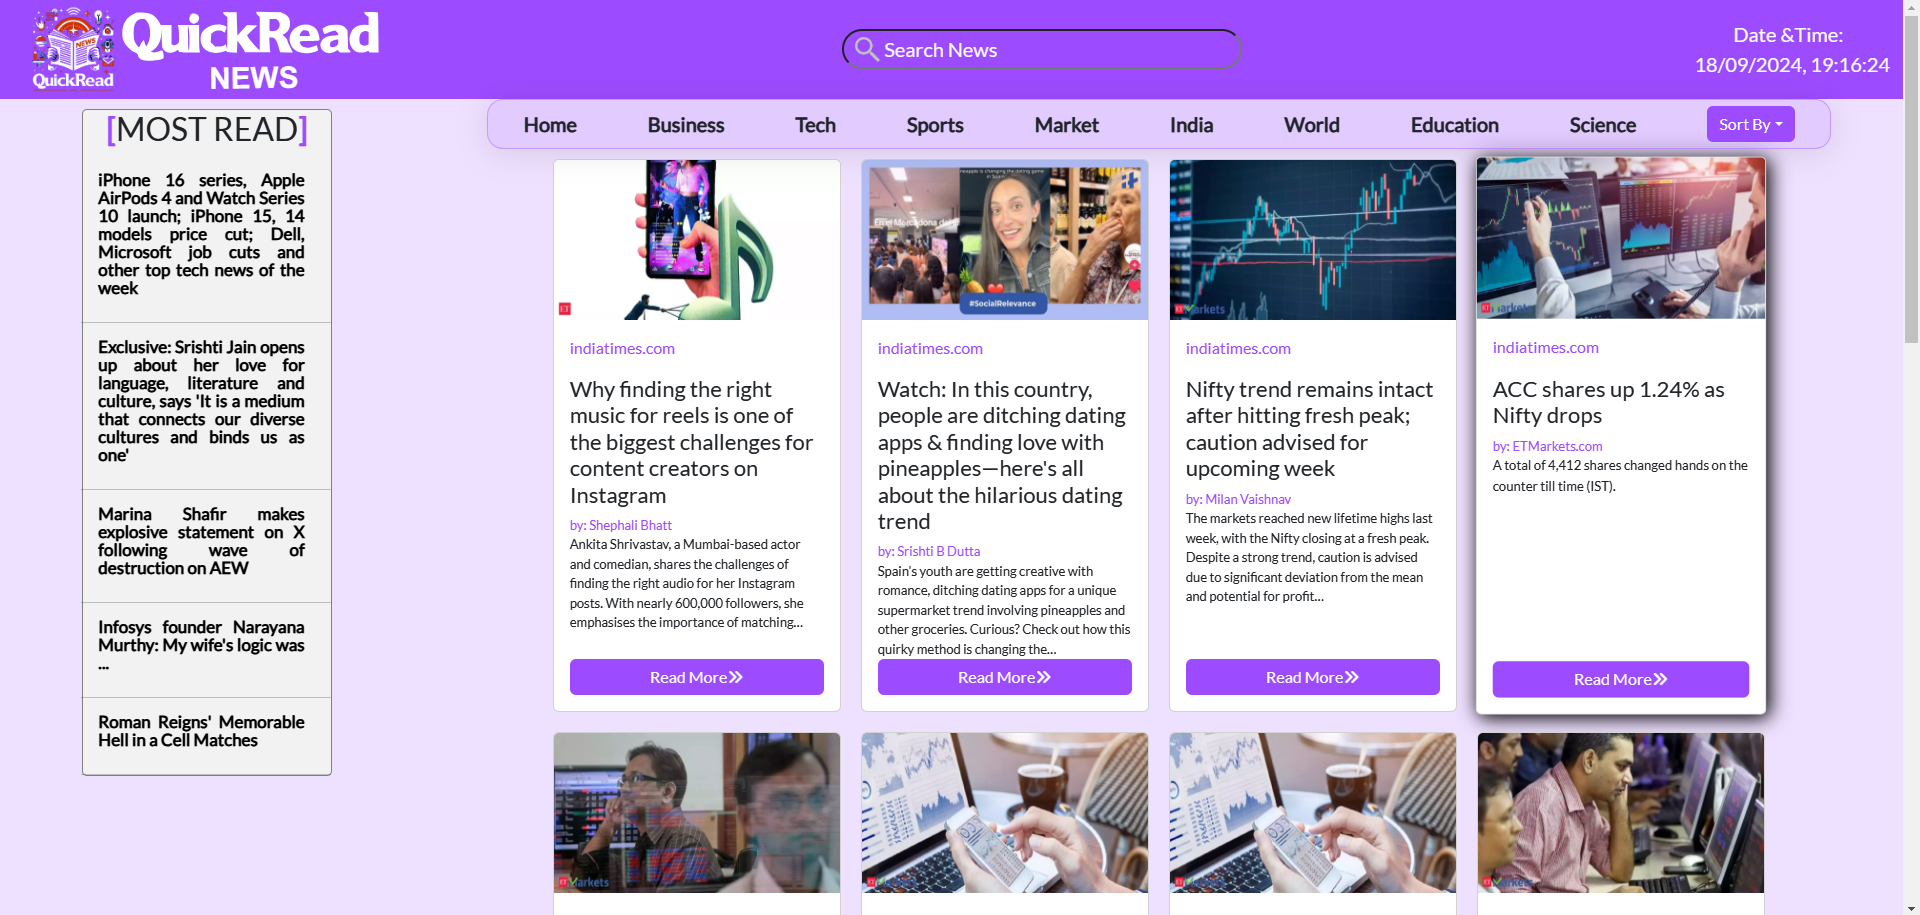 QuickRead
NEWS
NEWS
QuickRead
Search News
Date &Time:
18/09/2024, 19:16:24
Home
Business
Tech
Sports
Market
India
World
Education
Science
Sort By
[MOST READ]
iPhone 16 series, Apple
AirPods 4 and Watch Series
10 launch; iPhone 15, 14
models price cut; Dell,
Microsoft job cuts and
other top tech news of the
week
Exclusive: Srishti Jain opens
up about her love for
language, literature and
culture, says 'It is a medium
that connects our diverse
cultures and binds us as
one'
Marina Shafir makes
explosive statement on X
following wave of
destruction on AEW
Infosys founder Narayana
Murthy: My wife's logic was
...
Roman Reigns' Memorable
Hell in a Cell Matches
ET
indiatimes.com
Why finding the right
music for reels is one of
the biggest challenges for
content creators on
Instagram
by: Shephali Bhatt
Ankita Shrivastav, a Mumbai-based actor
and comedian, shares the challenges of
finding the right audio for her Instagram
posts. With nearly 600,000 followers, she
emphasises the importance of matching...
Read More
#SocialRelevance
indiatimes.com
Watch: In this country,
people are ditching dating
apps & finding love with
pineapples—here's all
about the hilarious dating
trend
by: Srishti B Dutta
Spain's youth are getting creative with
romance, ditching dating apps for a unique
supermarket trend involving pineapples and
other groceries. Curious? Check out how this
quirky method is changing the...
Read More
ET Markets
indiatimes.com
Nifty trend remains intact
after hitting fresh peak;
caution advised for
upcoming week
by: Milan Vaishnav
The markets reached new lifetime highs last
week, with the Nifty closing at a fresh peak.
Despite a strong trend, caution is advised
due to significant deviation from the mean
and potential for profit...
Read More
ET Markets
indiatimes.com
ACC shares up 1.24% as
Nifty drops
by: ETMarkets.com
A total of 4,412 shares changed hands on the
counter till time (IST).
Read More
ET Markets
ET Markets
ET Markets
ET Markets